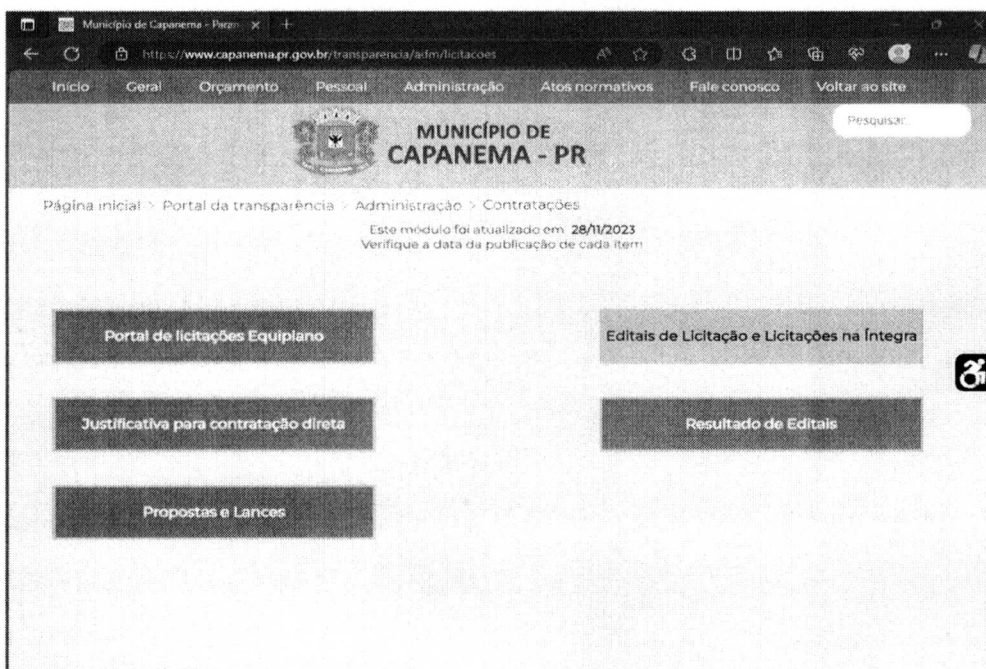 Município de Capanema - Paran
https://www.capanema.pr.gov.br/transparencia/adm/licitacoes
Início Geral Orçamento Pessoal Administração Atos normativos Fale conosco Voltar ao site
MUNICÍPIO DE
CAPANEMA - PR
Pesquisar
Página inicial > Portal da transparência > Administração > Contratações
Este módulo foi atualizado em 28/11/2023
Verifique a data da publicação de cada item
Portal de licitações Equiplano
Editais de Licitação e Licitações na Íntegra
Justificativa para contratação direta
Resultado de Editais
Propostas e Lances